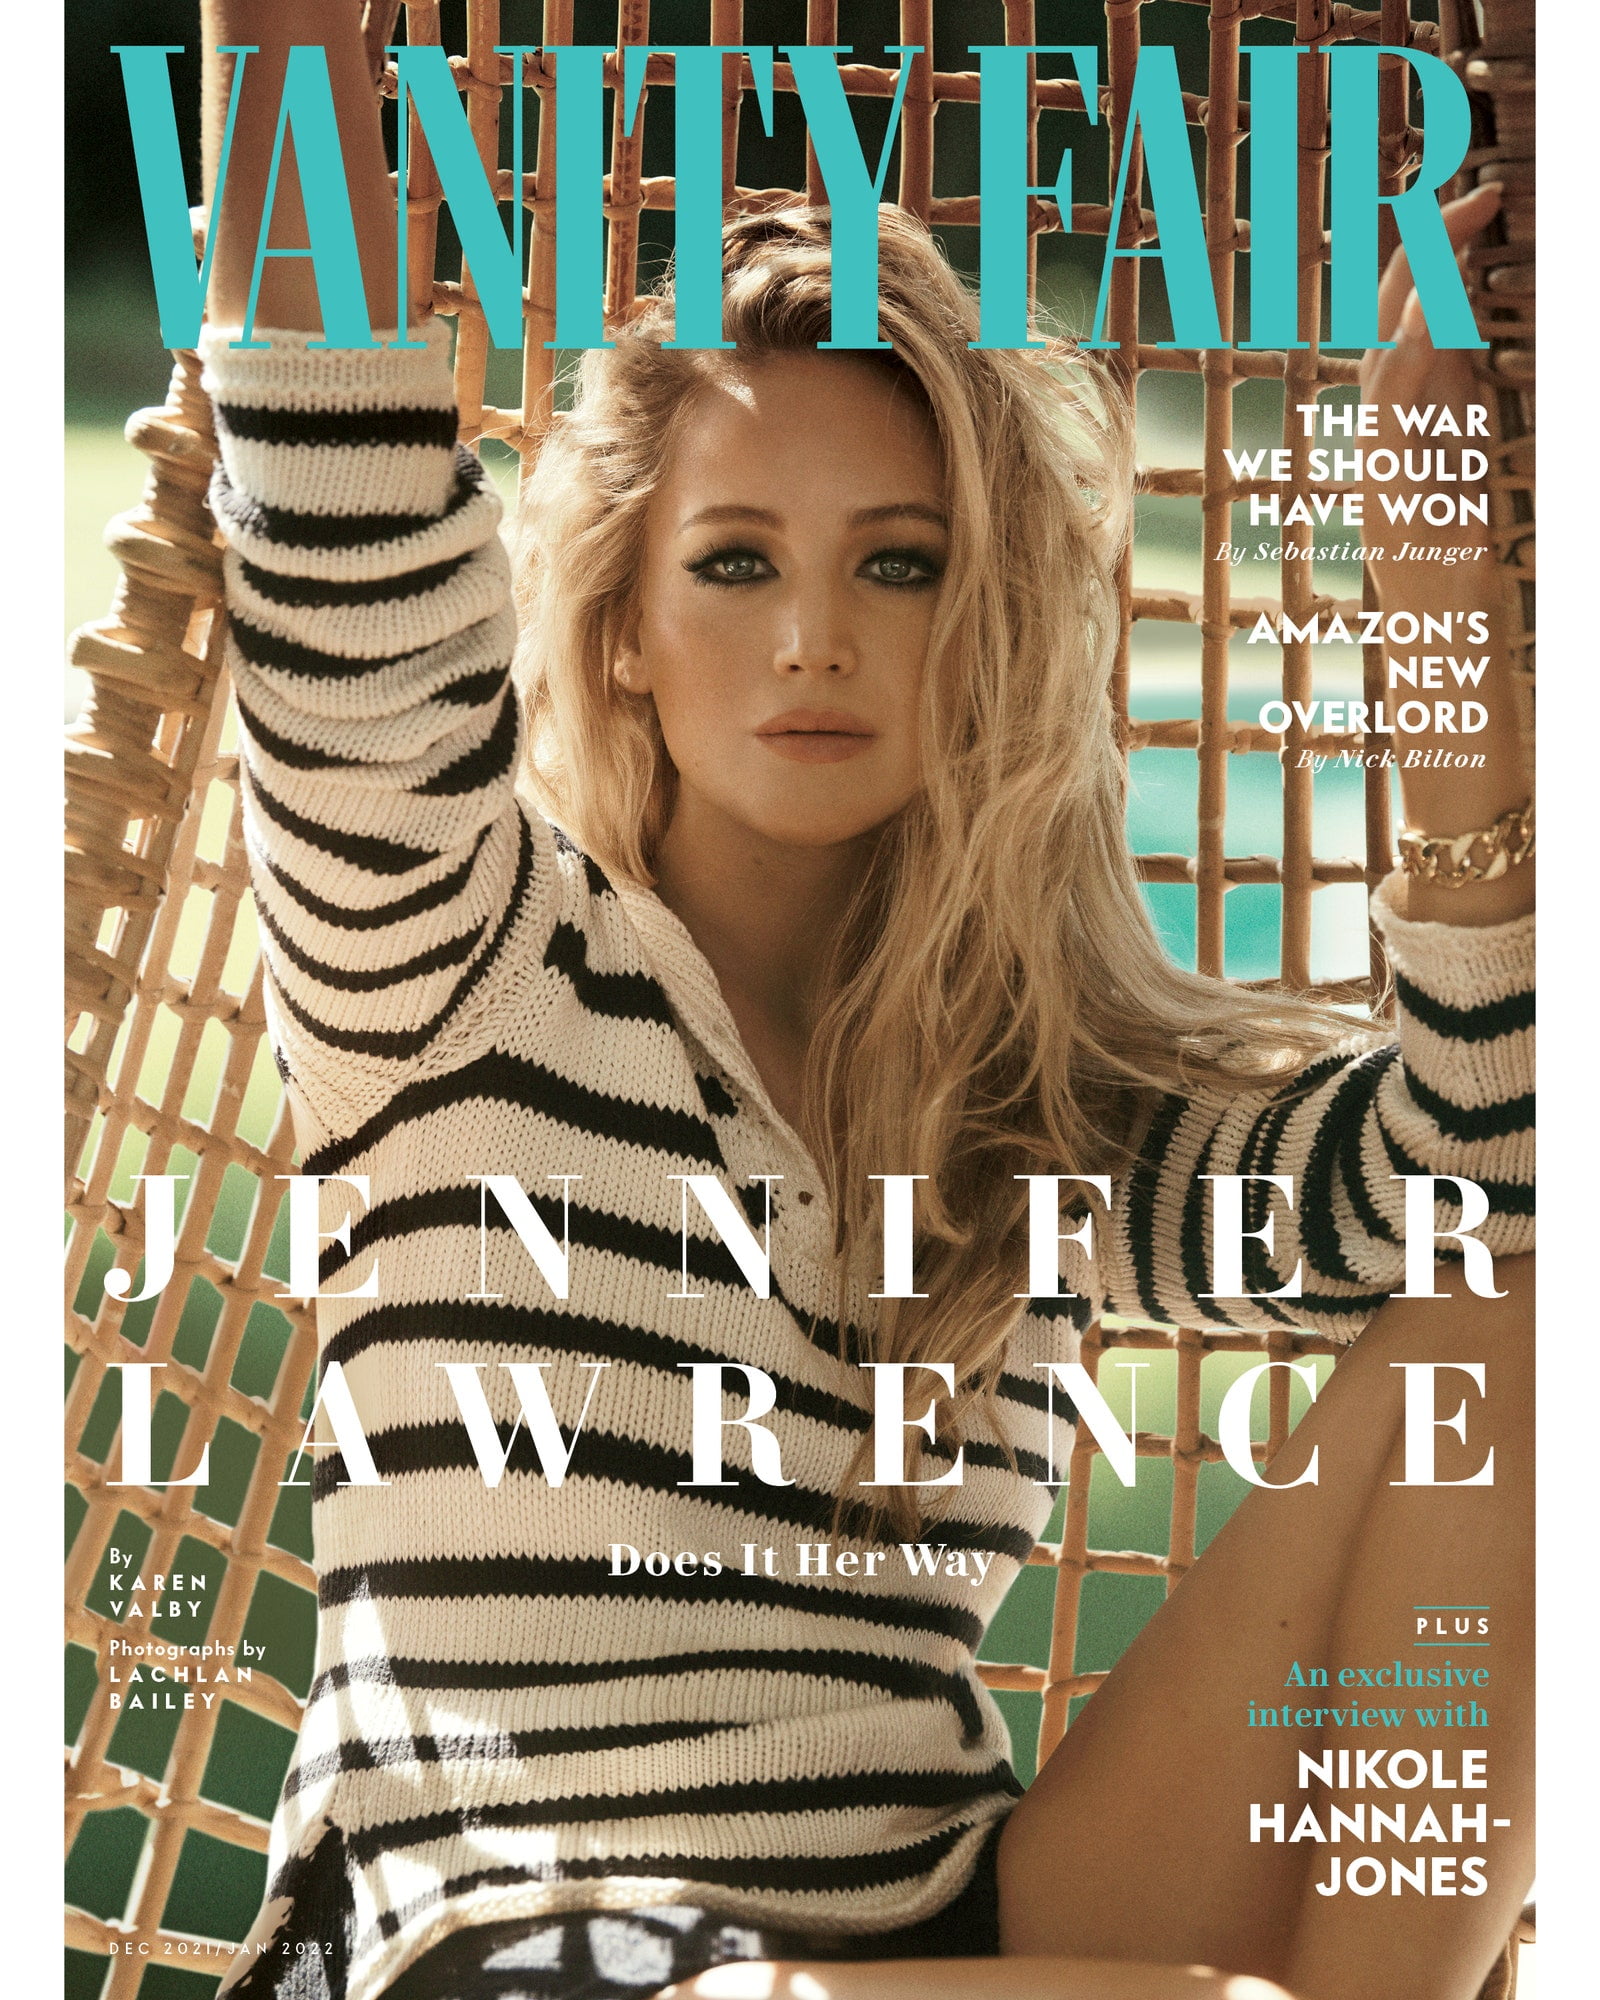 VANITY FAIR
THE WAR
WE SHOULD
HAVE WON
By Sebastian Junger
AMAZON'S
NEW
OVERLORD
By Nick Bilton
JENNIFER
LAWRENCE
Does It Her Way
By
KAREN
VALBY
Photographs by
LACHLAN
BAILEY
PLUS
An exclusive
interview with
NIKOLE
HANNAH-
JONES
DEC 2021/JAN 2022